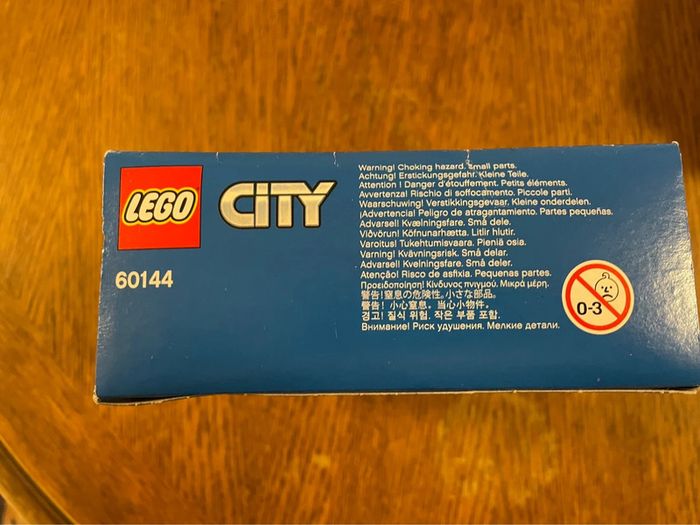 LEGO CITY
60144
Warning! Choking hazard. Small parts.
Achtung! Erstickungsgefahr. Kleine Teile.
Attention ! Danger d'étouffement. Petits éléments.
Avvertenza! Rischio di soffocamento. Piccole parti.
Waarschuwing! Verstikkingsgevaar. Kleine onderdelen.
¡Advertencia! Peligro de atragantamiento. Partes pequeñas.
Advarsel! Kvælningsfare. Små dele.
Viðvörun! Köfnunarhætta. Litlir hlutir.
Varoitus! Tukehtumisvaara. Pieniä osia.
Varning! Kvävningsrisk. Små delar.
Advarsel! Kvelningsfare. Små deler.
Atenção! Risco de asfixia. Pequenas partes.
Προειδοποίηση! Κίνδυνος πνιγμού. Μικρά μέρη.
警告!窒息の危険性。小さな部品。
警告! 小心窒息。当心小物件。
경고! 질식 위험. 작은 부품 포함.
Внимание! Риск удушения. Мелкие детали.
0-3